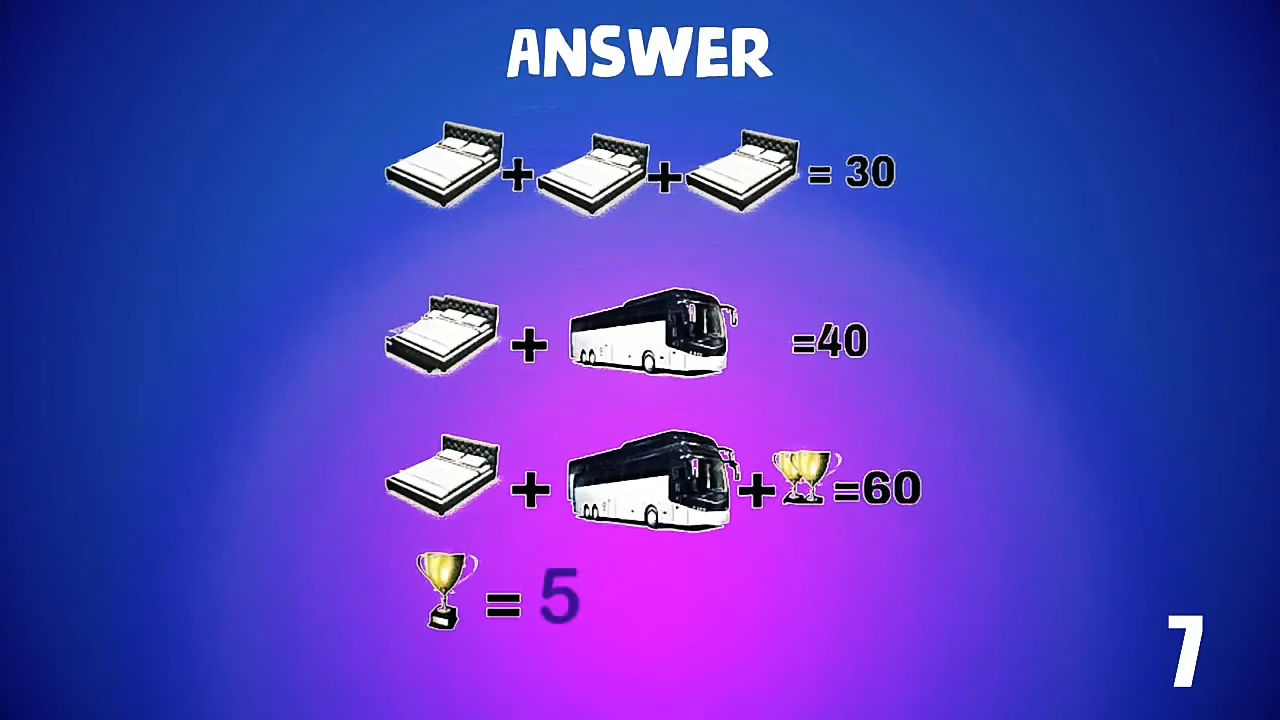 ANSWER
+ + = 30
+ =40
+ + =60
= 5
7